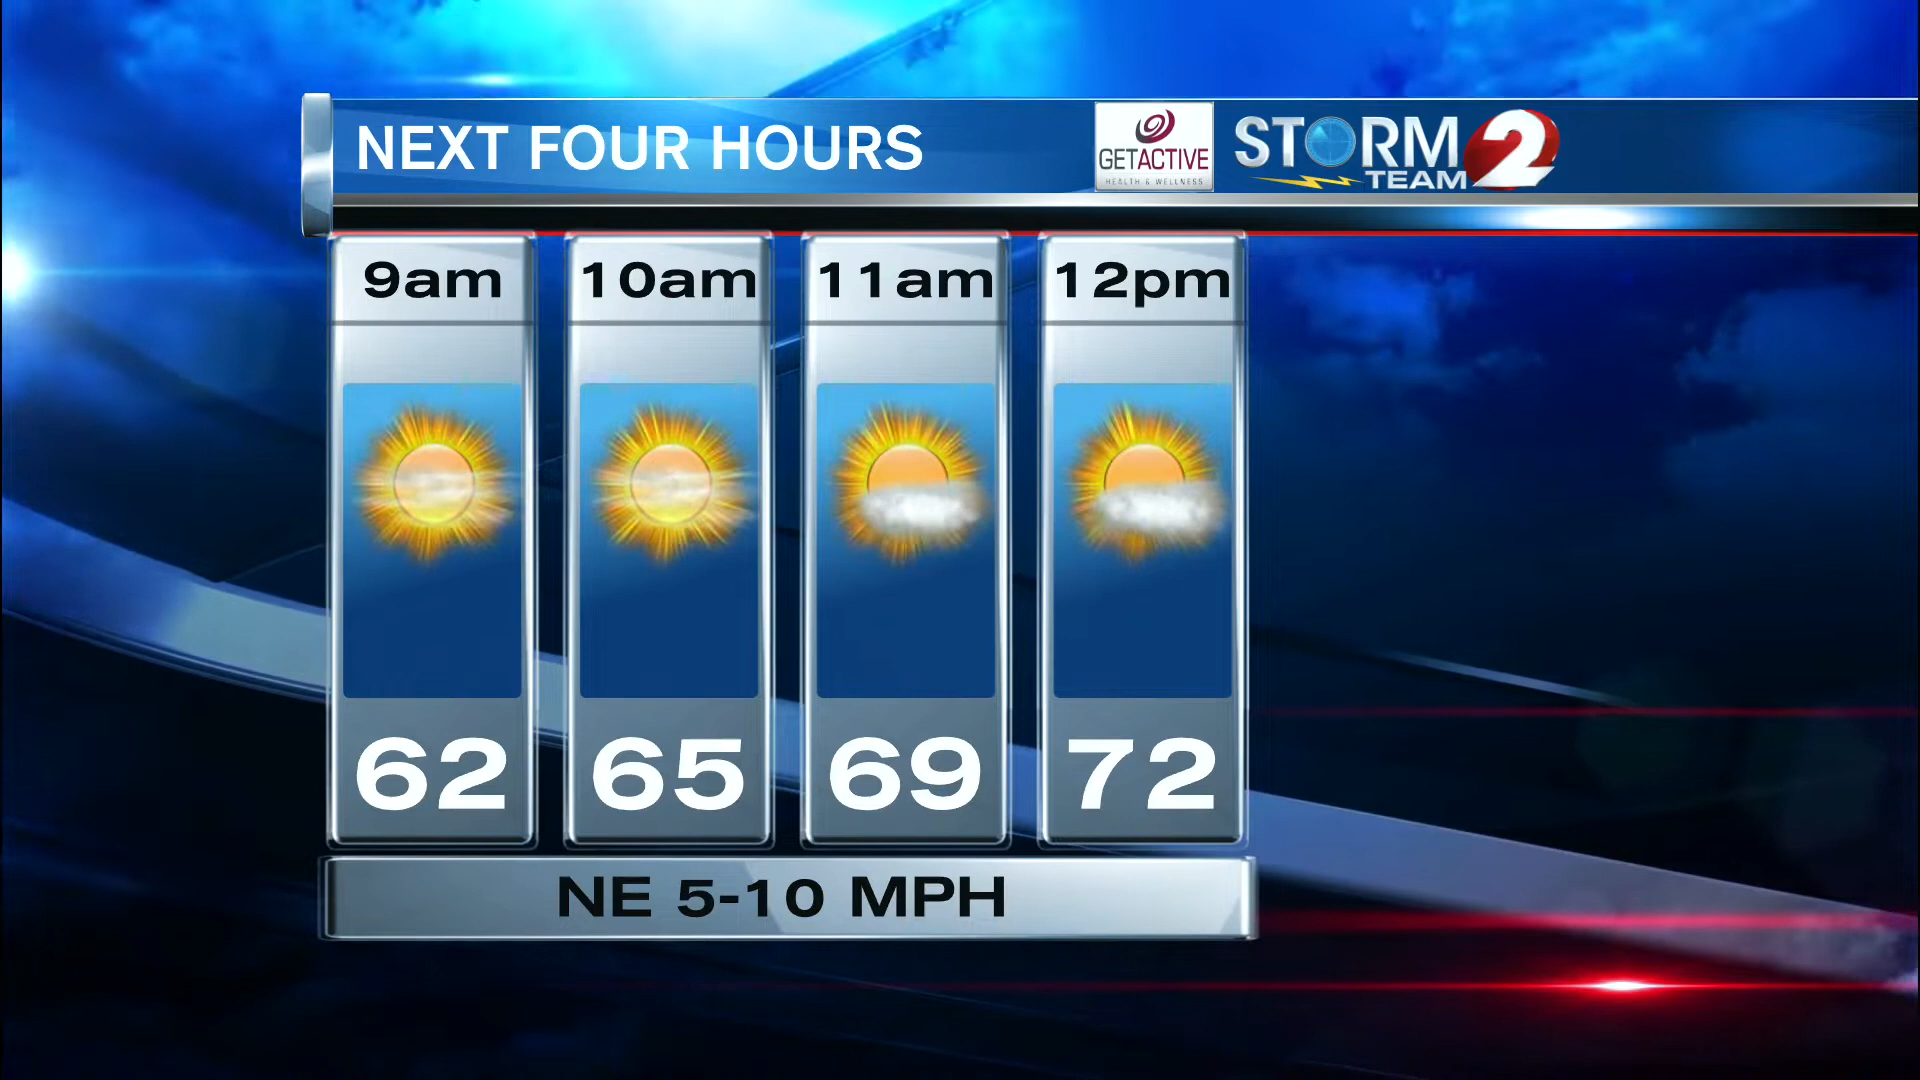 NEXT FOUR HOURS
GETACTIVE
HEALTH & WELLNESS
STORM
TEAM 2
9am 10am 11am 12pm
62 65 69 72
NE 5-10 MPH